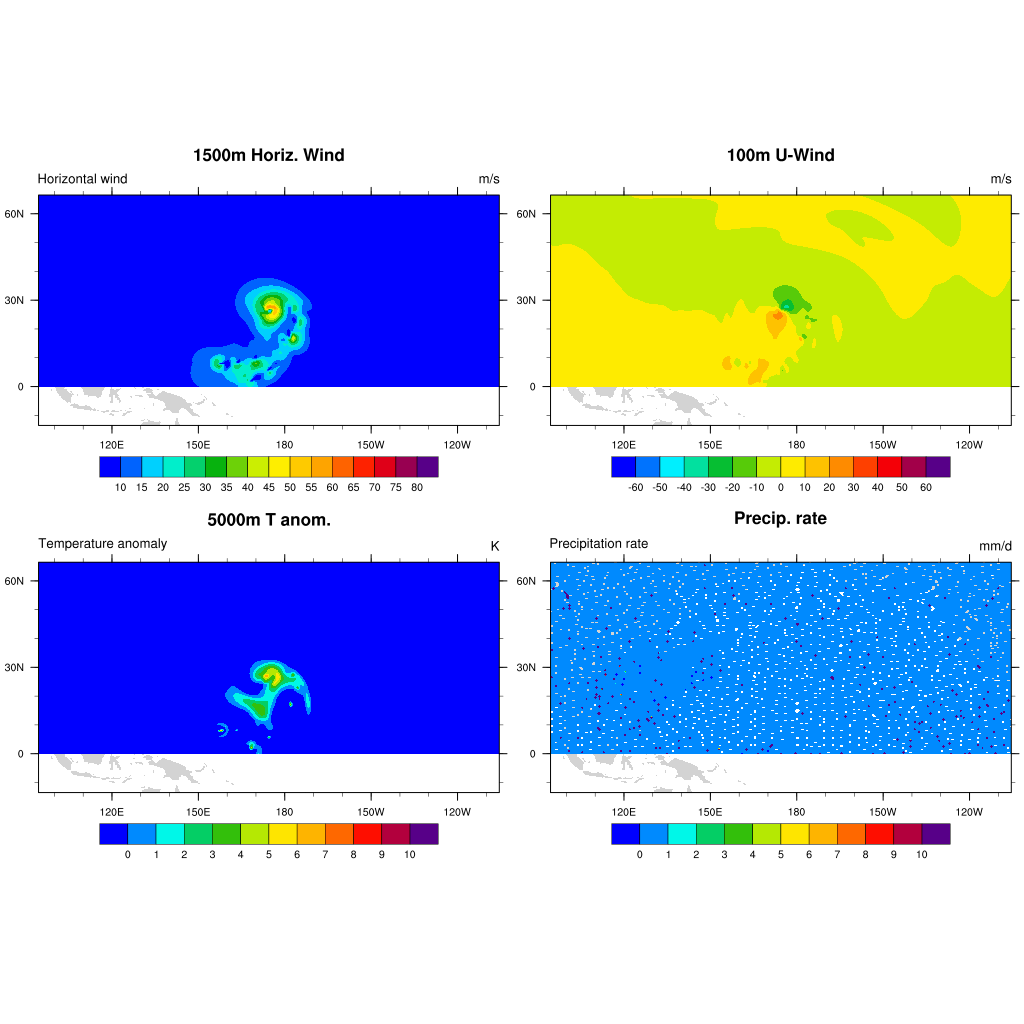 1500m Horiz. Wind
Horizontal wind m/s
60N
30N
0
120E 150E 180 150W 120W
10 15 20 25 30 35 40 45 50 55 60 65 70 75 80
100m U-Wind
m/s
60N
30N
0
120E 150E 180 150W 120W
-60 -50 -40 -30 -20 -10 0 10 20 30 40 50 60
5000m T anom.
Temperature anomaly K
60N
30N
0
120E 150E 180 150W 120W
0 1 2 3 4 5 6 7 8 9 10
Precip. rate
Precipitation rate mm/d
60N
30N
0
120E 150E 180 150W 120W
0 1 2 3 4 5 6 7 8 9 10